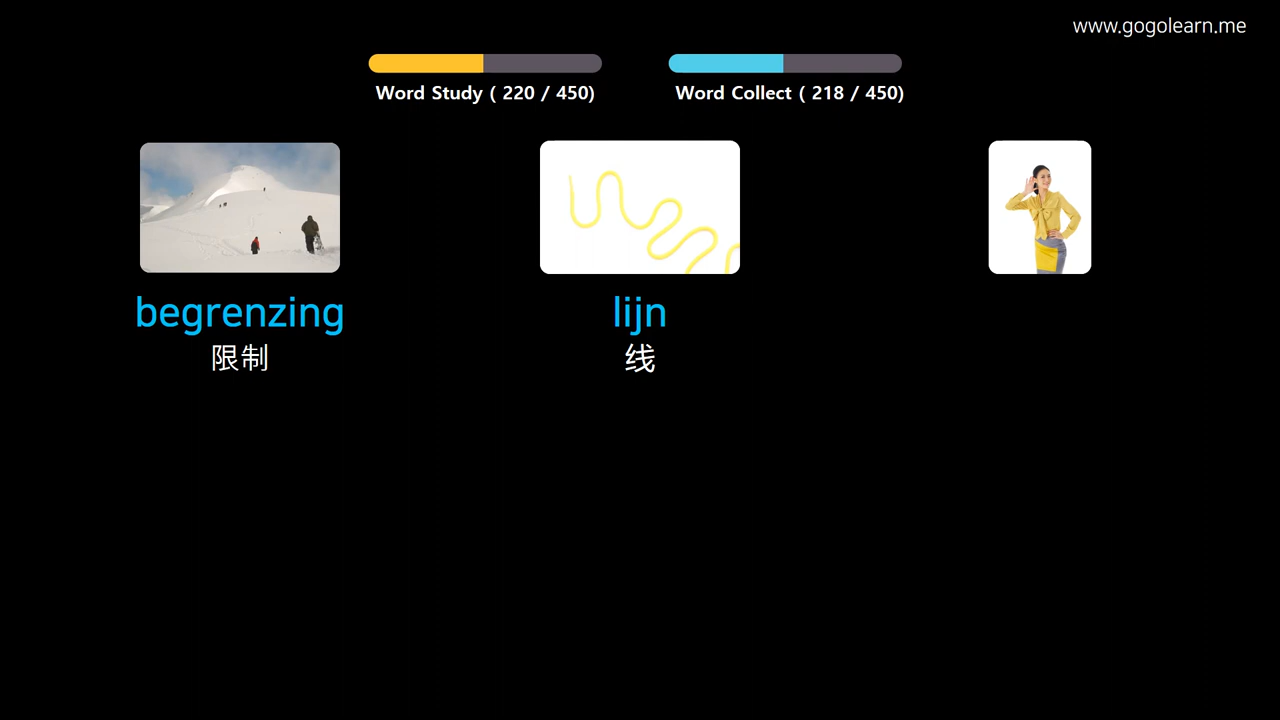 www.gogolearn.me
Word Study ( 220 / 450)
Word Collect ( 218 / 450)
begrenzing
限制
lijn
线